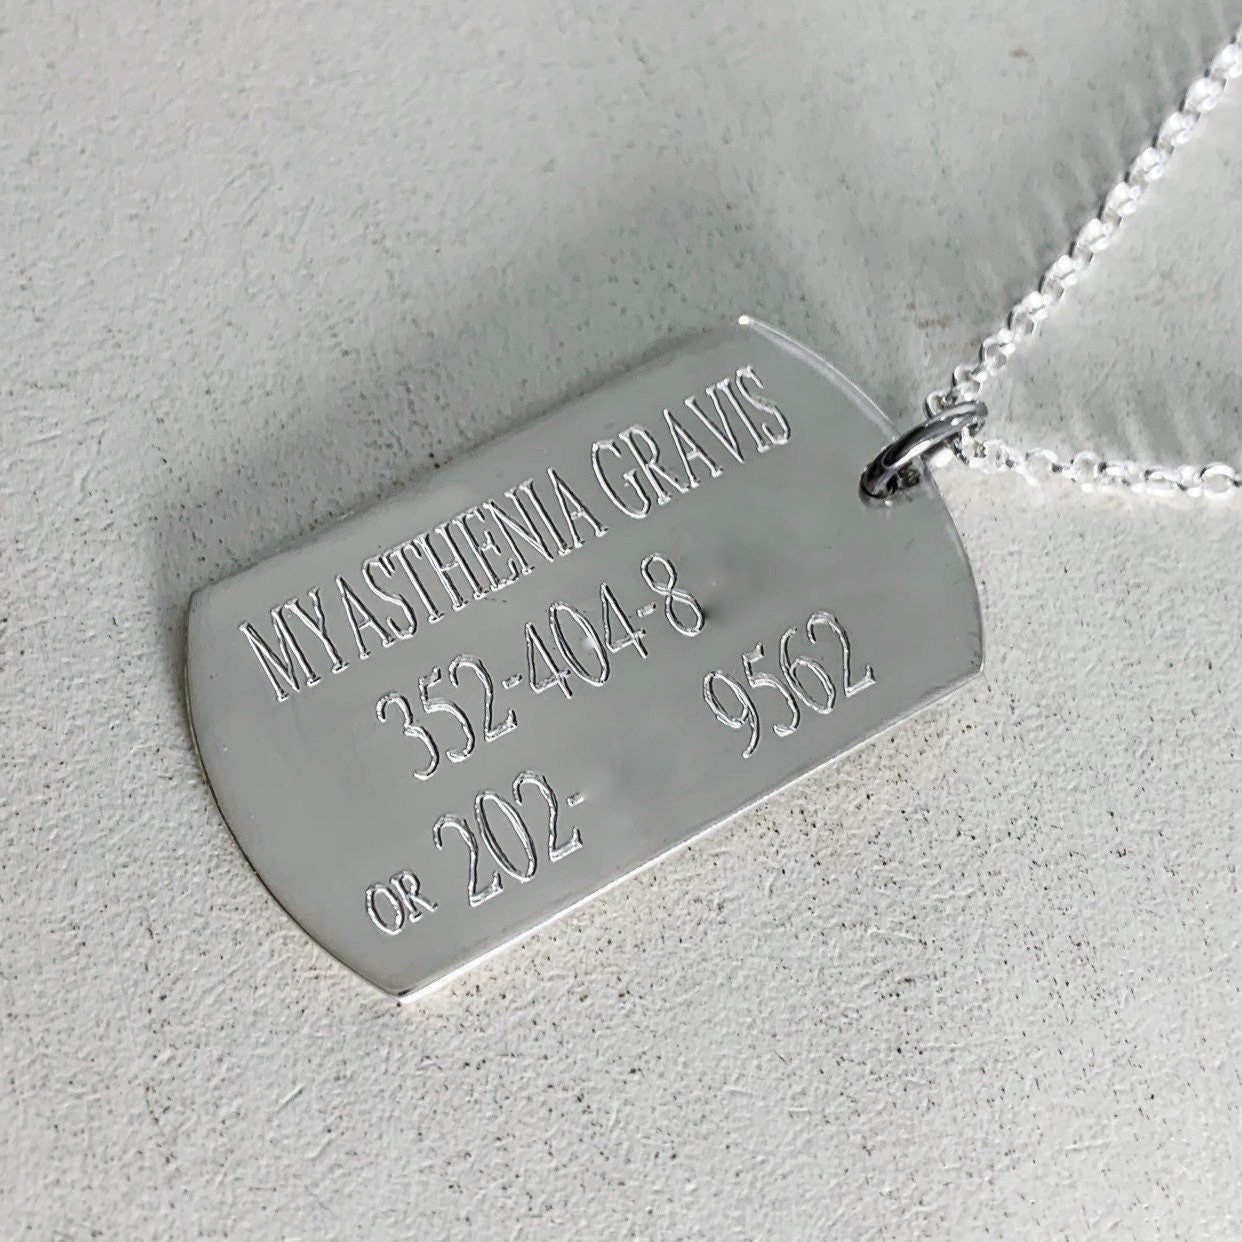 MYASTHENIA GRAVIS
352-404-8
OR 202- 9562